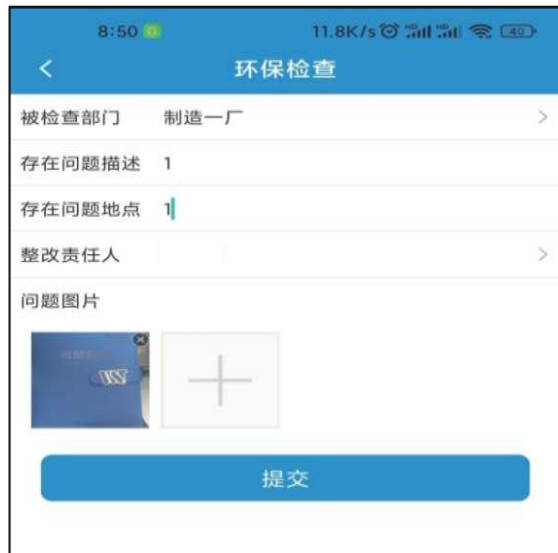 8:50 11.8K/s HD HD 40
环保检查
被检查部门 制造一厂
存在问题描述 1
存在问题地点 1
整改责任人
问题图片
提交